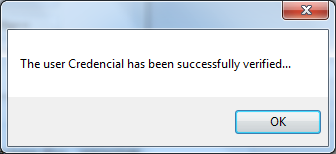 The user Credencial has been successfully verified...
OK